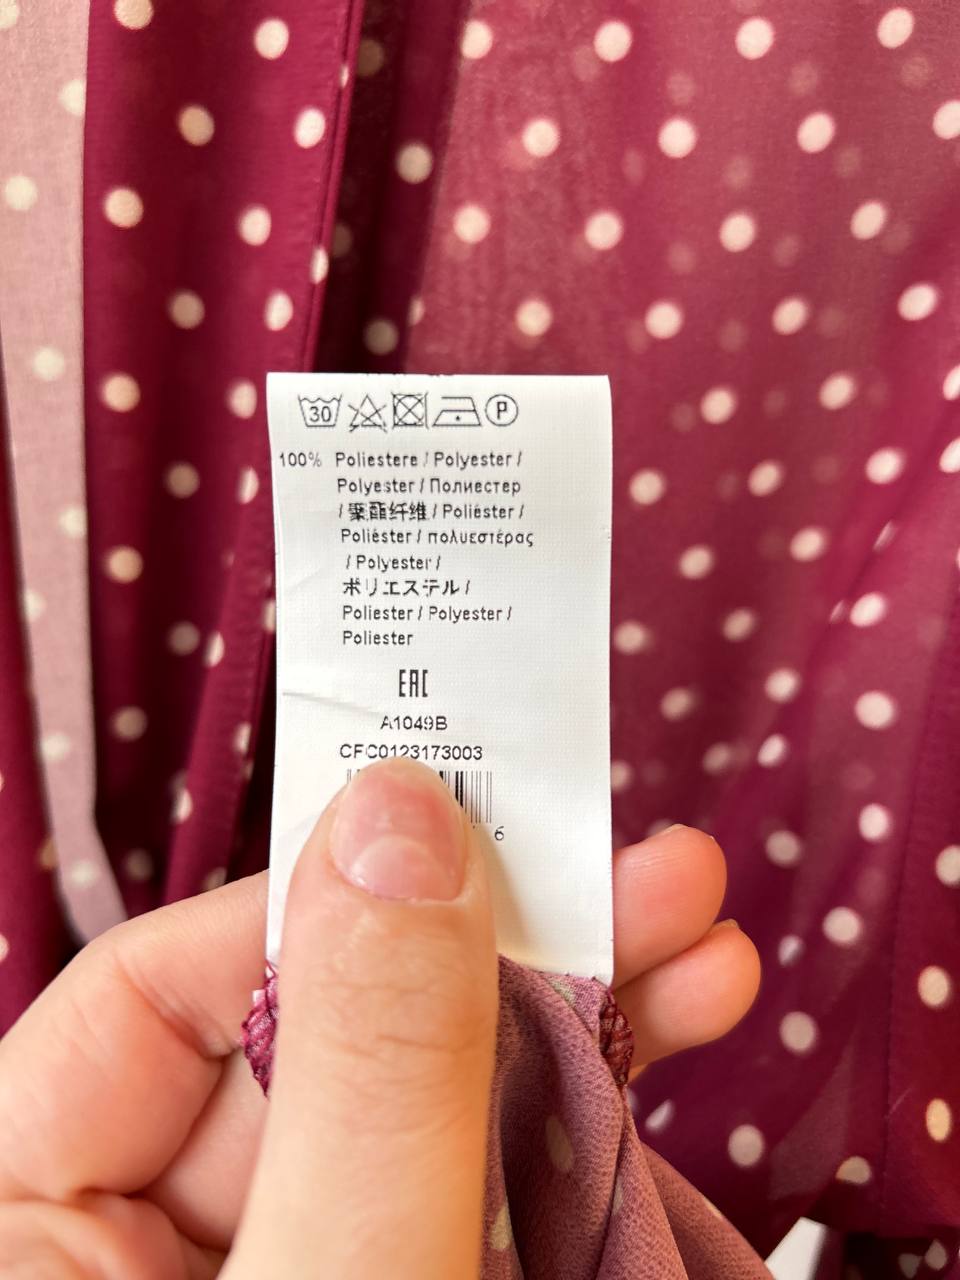 30 P
100% Poliestere / Polyester /
Polyester / Полиестер
/ 聚酯纤维 / Poliéster /
Poliéster / πολυεστέρας
/ Polyester /
ポリエステル /
Poliester / Polyester /
Poliester
EAC
A1049B
CFC0123173003
6